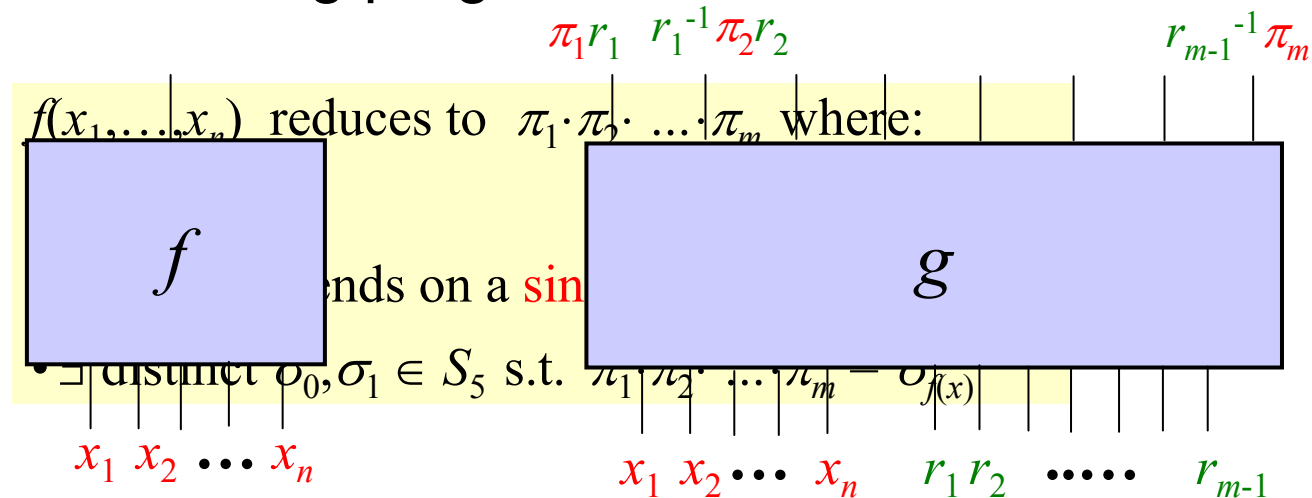 π₁r₁ r₁⁻¹π₂r₂ rₘ₋₁⁻¹πₘ
f(x₁,…,xₙ) reduces to π₁·π₂· ...·πₘ where:
f g
ends on a sin
• ∃ distinct σ₀,σ₁ ∈ S₅ s.t. π₁·π₂· ...·πₘ = σ_f(x)
x₁ x₂ ... xₙ x₁ x₂ ... xₙ r₁ r₂ ..... rₘ₋₁